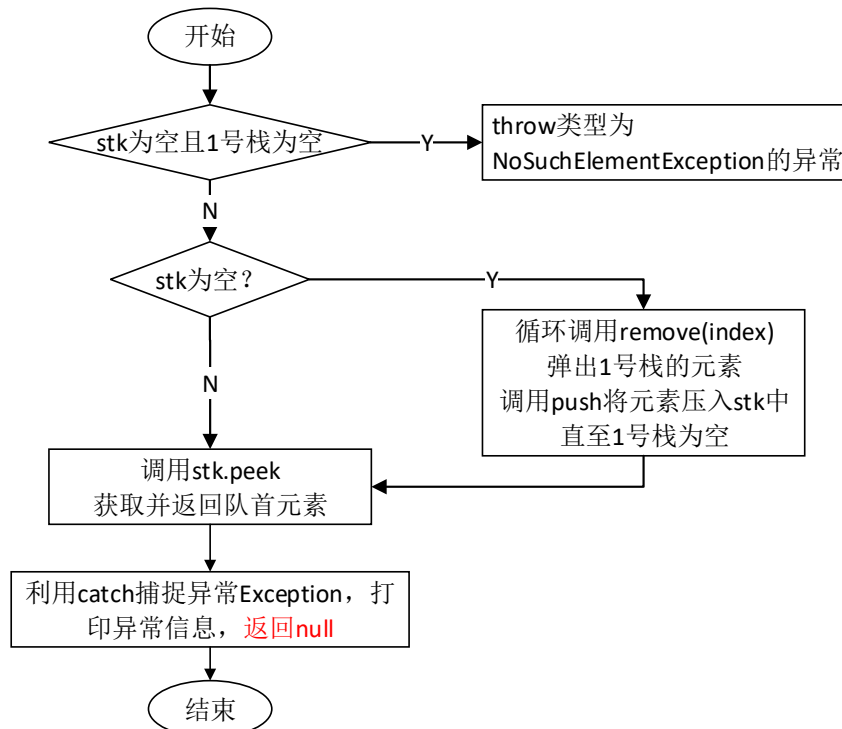 开始
stk为空且1号栈为空
Y
throw类型为
NoSuchElementException的异常
N
stk为空?
Y
循环调用remove(index)
弹出1号栈的元素
调用push将元素压入stk中
直至1号栈为空
N
调用stk.peek
获取并返回队首元素
利用catch捕捉异常Exception，打
印异常信息，返回null
结束